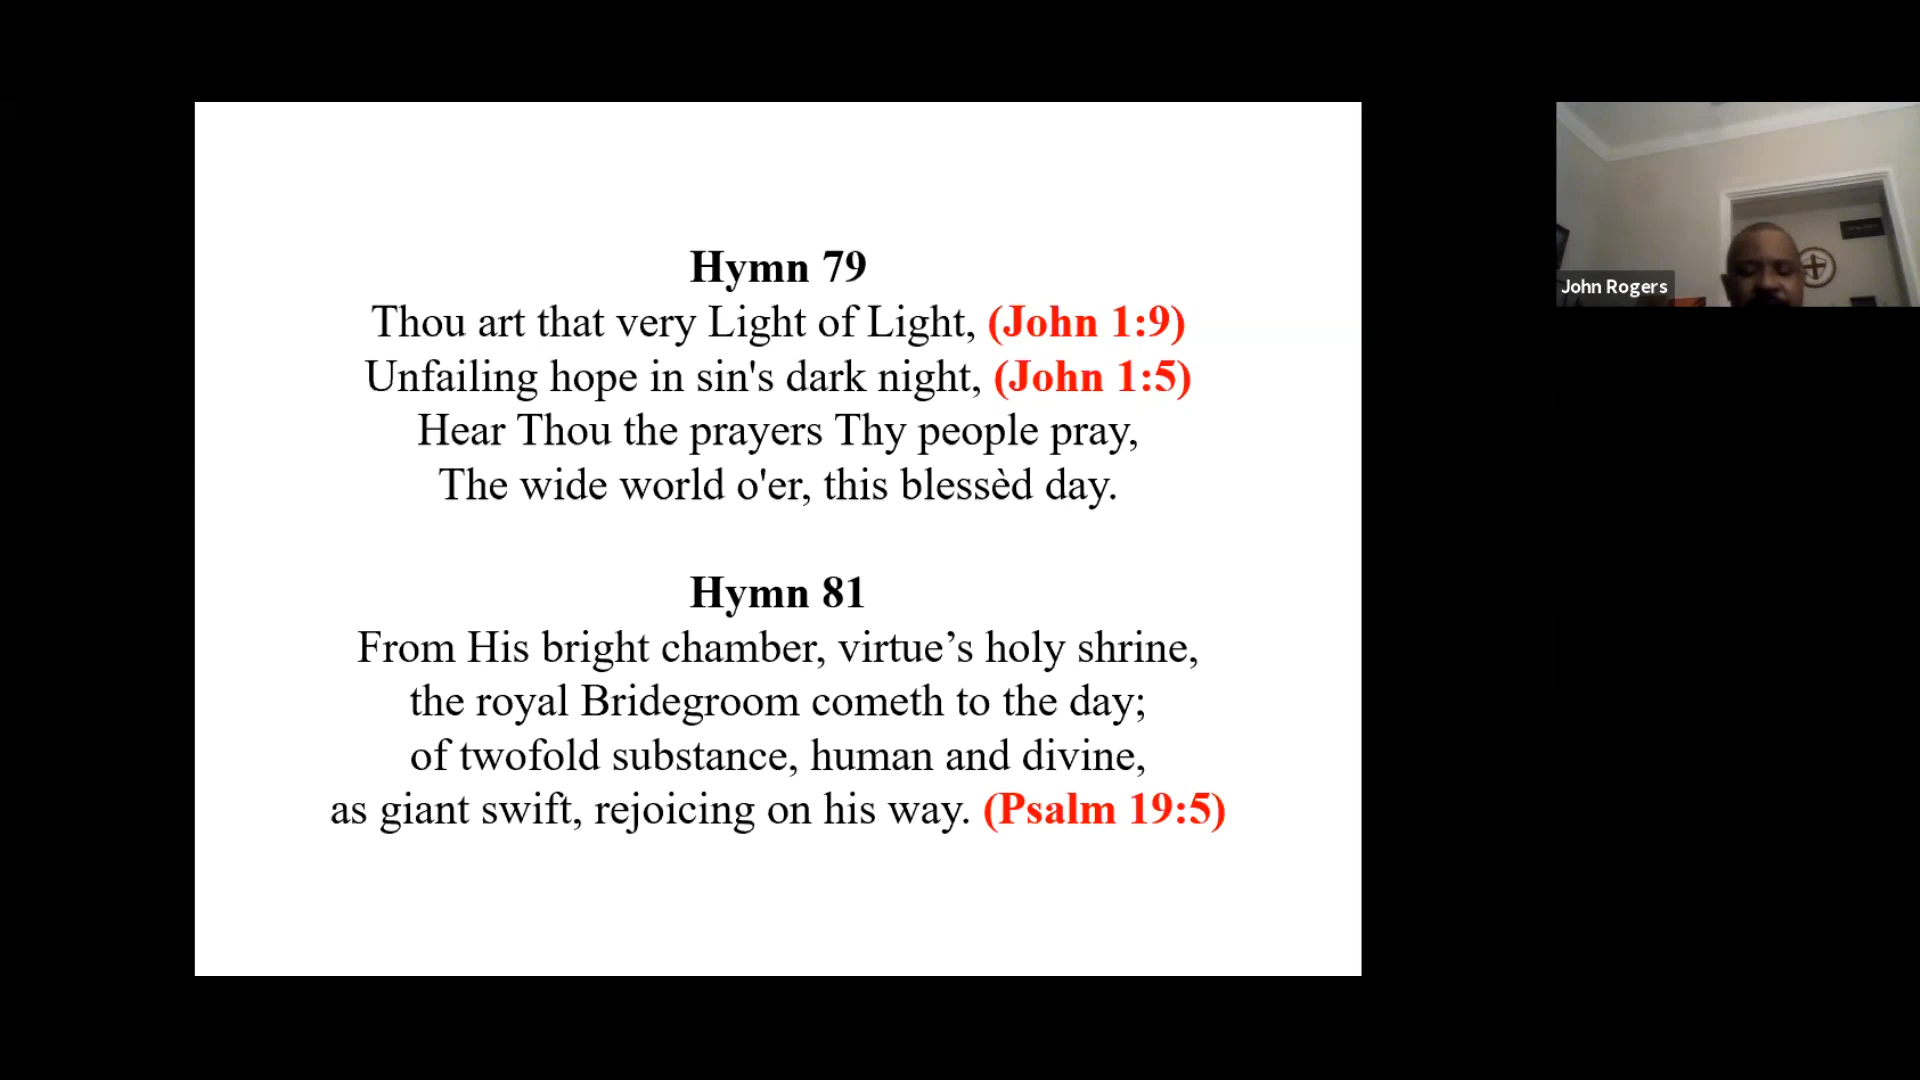 Hymn 79
Thou art that very Light of Light, (John 1:9)
Unfailing hope in sin's dark night, (John 1:5)
Hear Thou the prayers Thy people pray,
The wide world o'er, this blessèd day.
Hymn 81
From His bright chamber, virtue’s holy shrine,
the royal Bridegroom cometh to the day;
of twofold substance, human and divine,
as giant swift, rejoicing on his way. (Psalm 19:5)
John Rogers